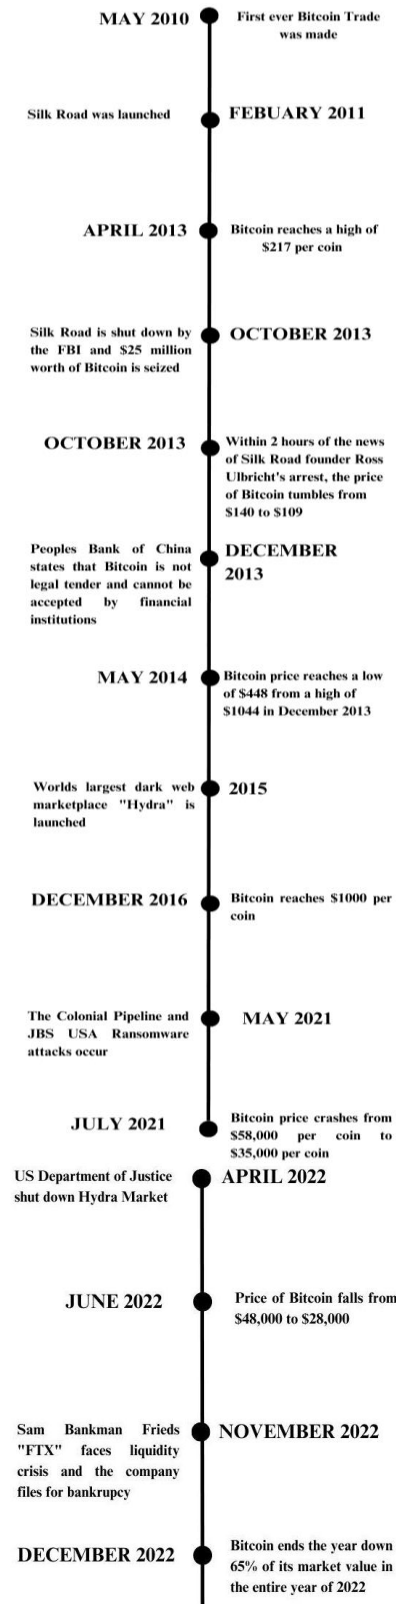 MAY 2010
First ever Bitcoin Trade
was made
Silk Road was launched
FEBUARY 2011
APRIL 2013
Bitcoin reaches a high of
$217 per coin
Silk Road is shut down by
the FBI and $25 million
worth of Bitcoin is seized
OCTOBER 2013
OCTOBER 2013
Within 2 hours of the news
of Silk Road founder Ross
Ulbricht's arrest, the price
of Bitcoin tumbles from
$140 to $109
Peoples Bank of China
states that Bitcoin is not
legal tender and cannot be
accepted by financial
institutions
DECEMBER
2013
MAY 2014
Bitcoin price reaches a low
of $448 from a high of
$1044 in December 2013
Worlds largest dark web
marketplace "Hydra" is
launched
2015
DECEMBER 2016
Bitcoin reaches $1000 per
coin
The Colonial Pipeline and
JBS USA Ransomware
attacks occur
MAY 2021
JULY 2021
Bitcoin price crashes from
$58,000 per coin to
$35,000 per coin
US Department of Justice
shut down Hydra Market
APRIL 2022
JUNE 2022
Price of Bitcoin falls from
$48,000 to $28,000
Sam Bankman Frieds
"FTX" faces liquidity
crisis and the company
files for bankrupcy
NOVEMBER 2022
DECEMBER 2022
Bitcoin ends the year down
65% of its market value in
the entire year of 2022